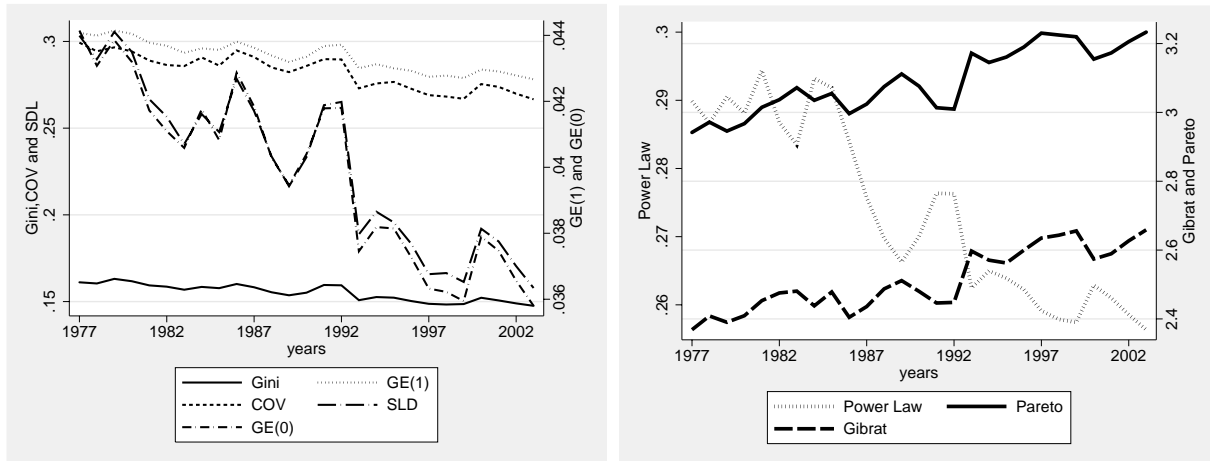 Gini,COV and SDL
.15 .2 .25 .3
.036 .038 .04 .042 .044
GE(1) and GE(0)
1977 1982 1987 1992 1997 2002
years
Gini GE(1)
COV SLD
GE(0)
Power Law
.26 .27 .28 .29 .3
2.4 2.6 2.8 3 3.2
Gibrat and Pareto
1977 1982 1987 1992 1997 2002
years
Power Law Pareto
Gibrat